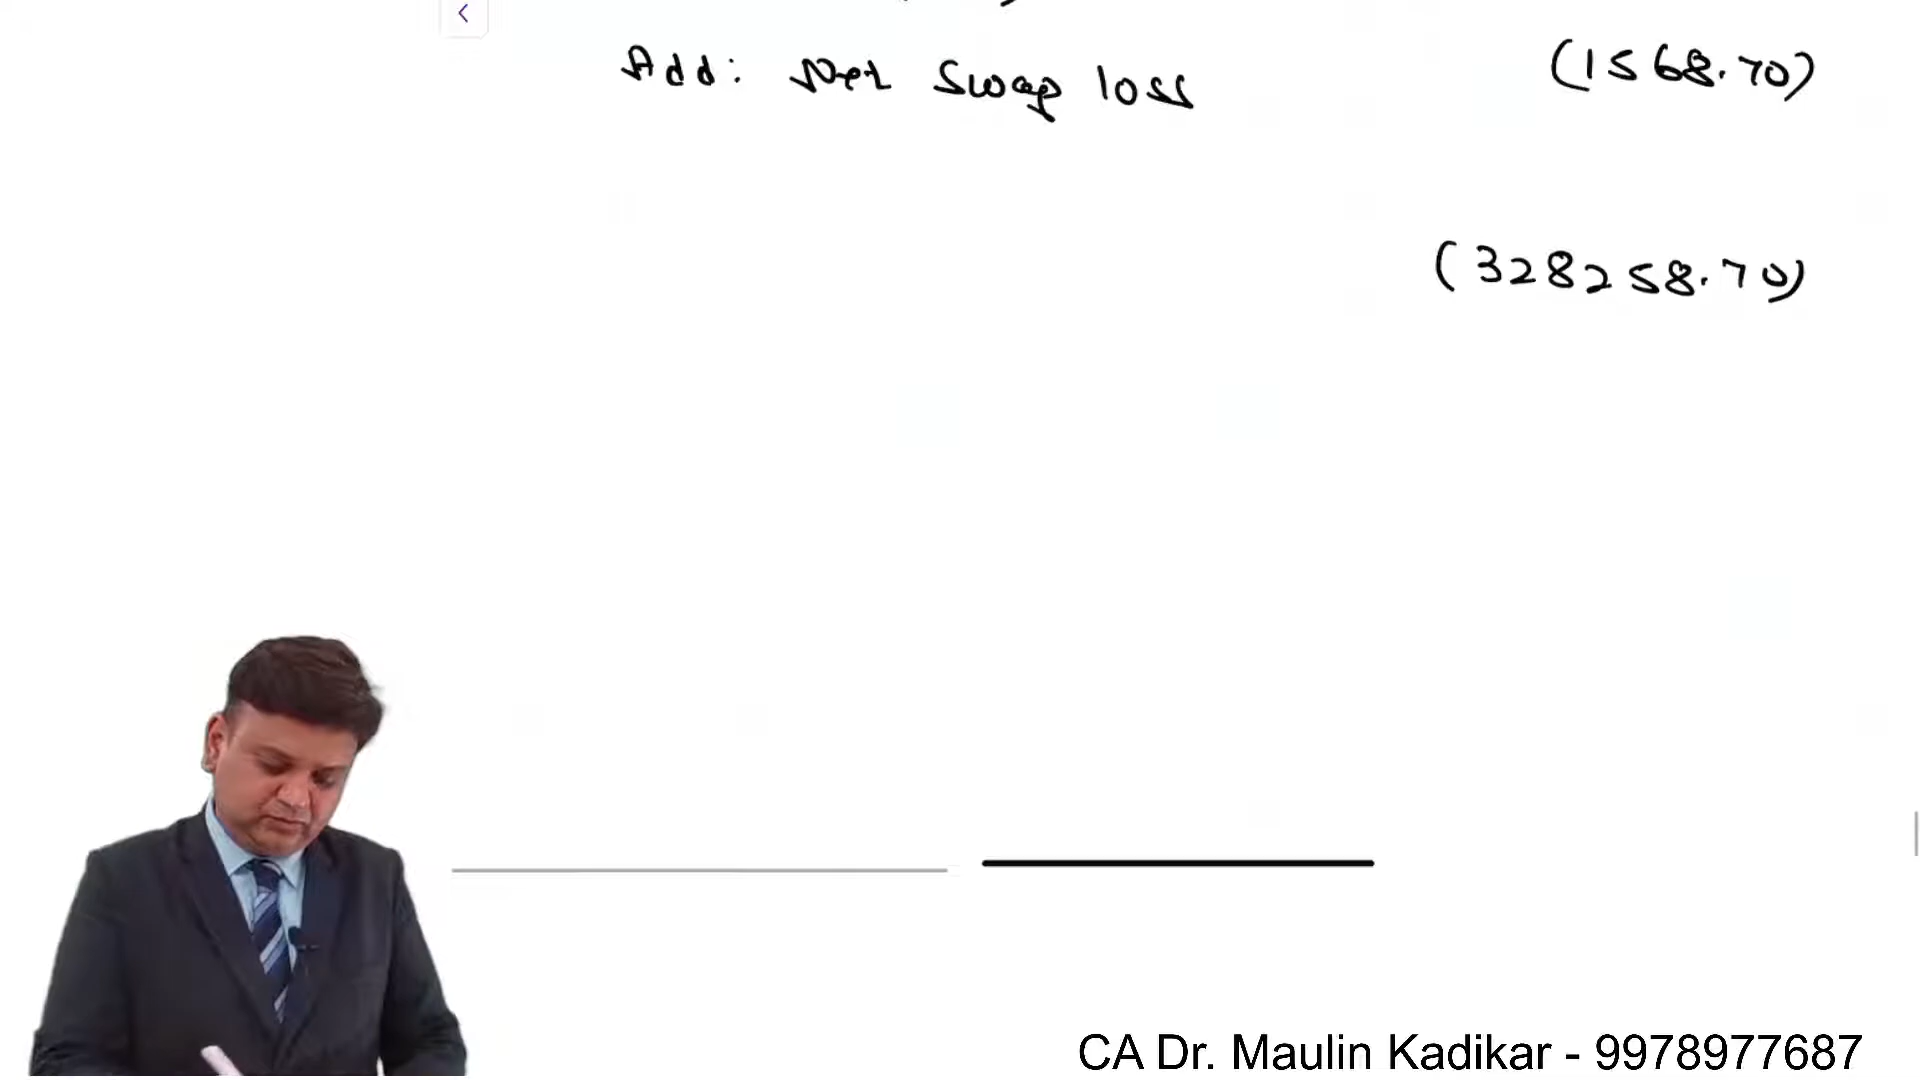 Add: Net Swap loss (1568.70)
(328258.70)
CA Dr. Maulin Kadikar - 9978977687